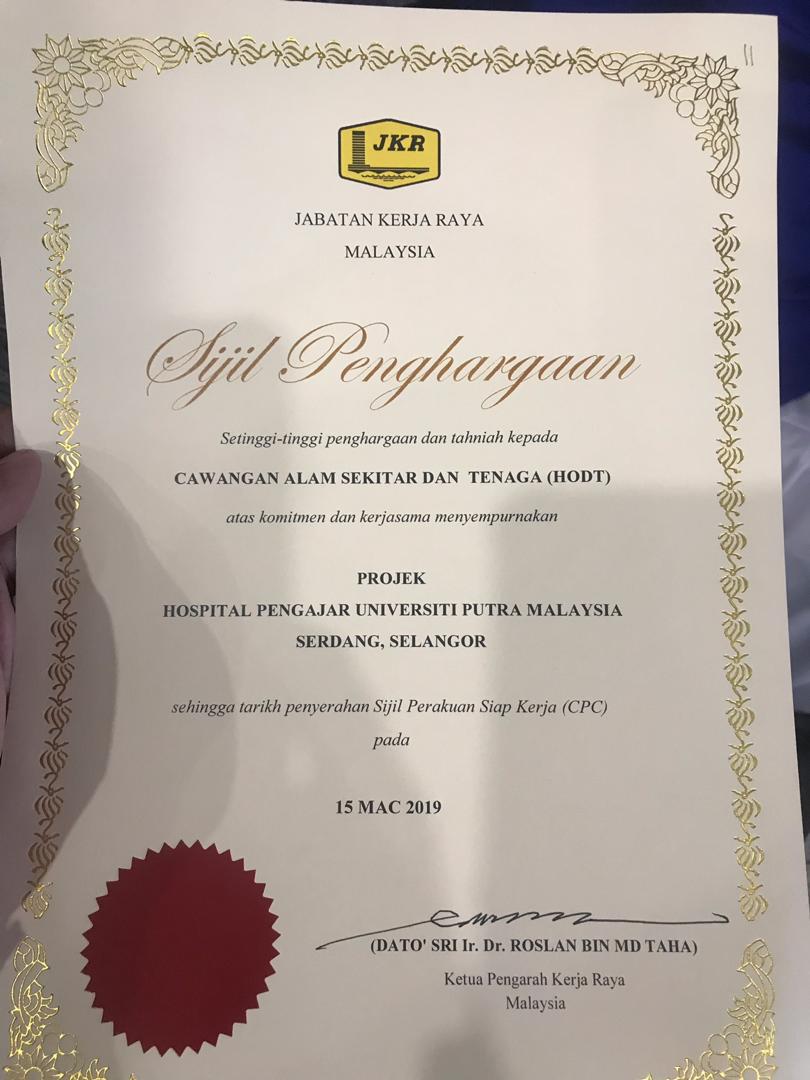 11
JKR
JABATAN KERJA RAYA
MALAYSIA
Sijil Penghargaan
Setinggi-tinggi penghargaan dan tahniah kepada
CAWANGAN ALAM SEKITAR DAN TENAGA (HODT)
atas komitmen dan kerjasama menyempurnakan
PROJEK
HOSPITAL PENGAJAR UNIVERSITI PUTRA MALAYSIA
SERDANG, SELANGOR
sehingga tarikh penyerahan Sijil Perakuan Siap Kerja (CPC)
pada
15 MAC 2019
(DATO' SRI Ir. Dr. ROSLAN BIN MD TAHA)
Ketua Pengarah Kerja Raya
Malaysia